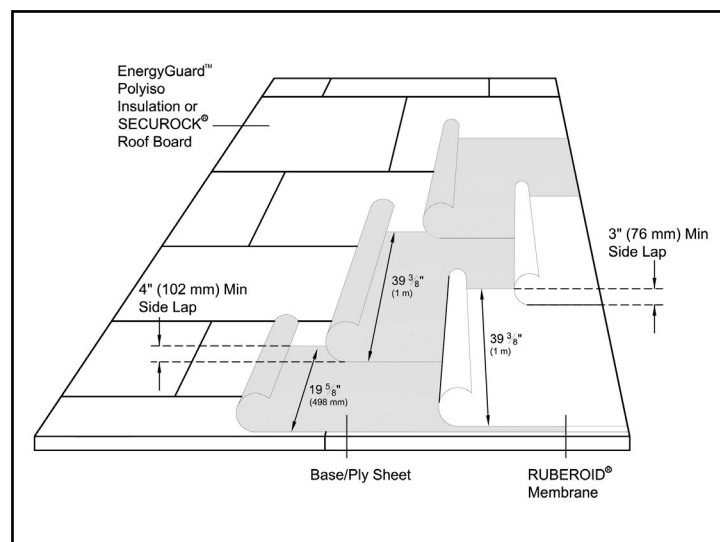 EnergyGuard™
Polyiso
Insulation or
SECUROCK®
Roof Board
3" (76 mm) Min
Side Lap
4" (102 mm) Min
Side Lap
39 3/8"
(1 m)
39 3/8"
(1 m)
19 5/8"
(498 mm)
Base/Ply Sheet
RUBEROID®
Membrane